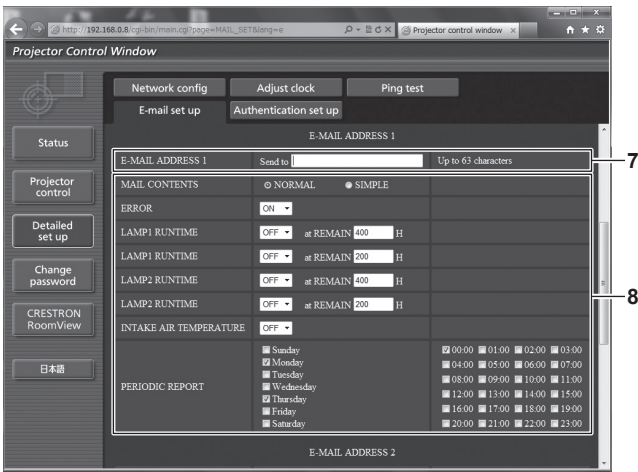 http://192.168.0.8/cgi-bin/main.cgi?page=MAIL_SET&lang=e
Projector control window
Projector Control Window
Network config Adjust clock Ping test
E-mail set up Authentication set up
Status
Projector control
Detailed set up
Change password
CRESTRON RoomView
日本語
E-MAIL ADDRESS 1
E-MAIL ADDRESS 1 Send to Up to 63 characters
7
MAIL CONTENTS NORMAL SIMPLE
ERROR ON
LAMP1 RUNTIME OFF at REMAIN 400 H
LAMP1 RUNTIME OFF at REMAIN 200 H
LAMP2 RUNTIME OFF at REMAIN 400 H
8
LAMP2 RUNTIME OFF at REMAIN 200 H
INTAKE AIR TEMPERATURE OFF
PERIODIC REPORT
Sunday
Monday
Tuesday
Wednesday
Thursday
Friday
Saturday
00:00 01:00 02:00 03:00
04:00 05:00 06:00 07:00
08:00 09:00 10:00 11:00
12:00 13:00 14:00 15:00
16:00 17:00 18:00 19:00
20:00 21:00 22:00 23:00
E-MAIL ADDRESS 2